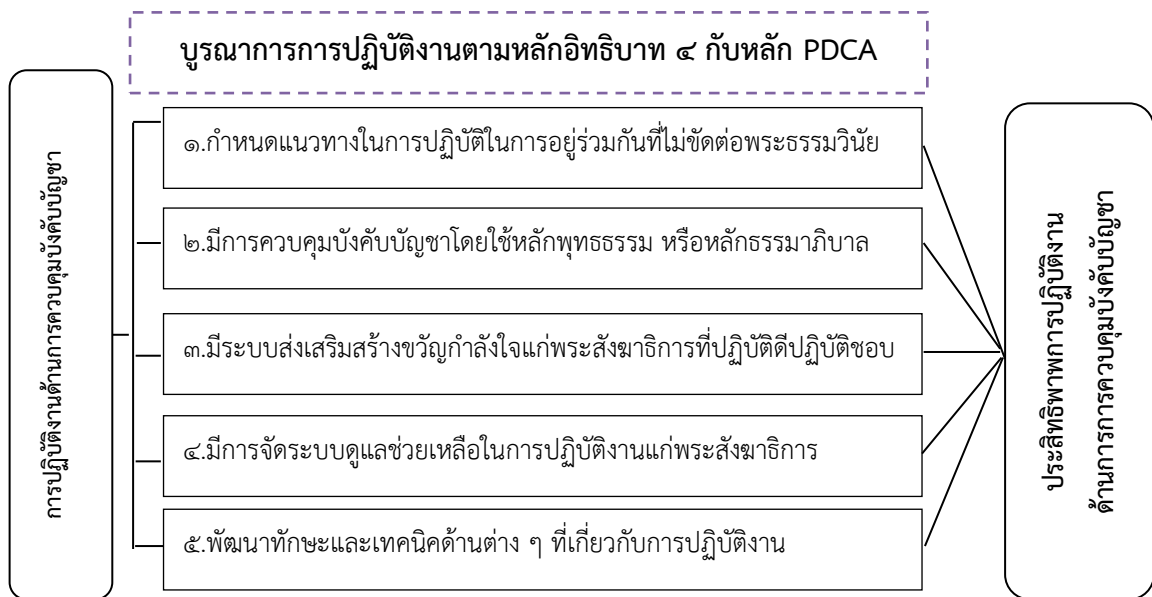 บูรณาการการปฏิบัติงานตามหลักอิทธิบาท ๔ กับหลัก PDCA
การปฏิบัติงานด้านการควบคุมบังคับบัญชา
๑.กำหนดแนวทางในการปฏิบัติในการอยู่ร่วมกันที่ไม่ขัดต่อพระธรรมวินัย
๒.มีการควบคุมบังคับบัญชาโดยใช้หลักพุทธธรรม หรือหลักธรรมาภิบาล
๓.มีระบบส่งเสริมสร้างขวัญกำลังใจแก่พระสังฆาธิการที่ปฏิบัติดีปฏิบัติชอบ
๔.มีการจัดระบบดูแลช่วยเหลือในการปฏิบัติงานแก่พระสังฆาธิการ
๕.พัฒนาทักษะและเทคนิคด้านต่าง ๆ ที่เกี่ยวกับการปฏิบัติงาน
ประสิทธิพาพการปฏิบัติงาน
ด้านการการควบคุมบังคับบัญชา